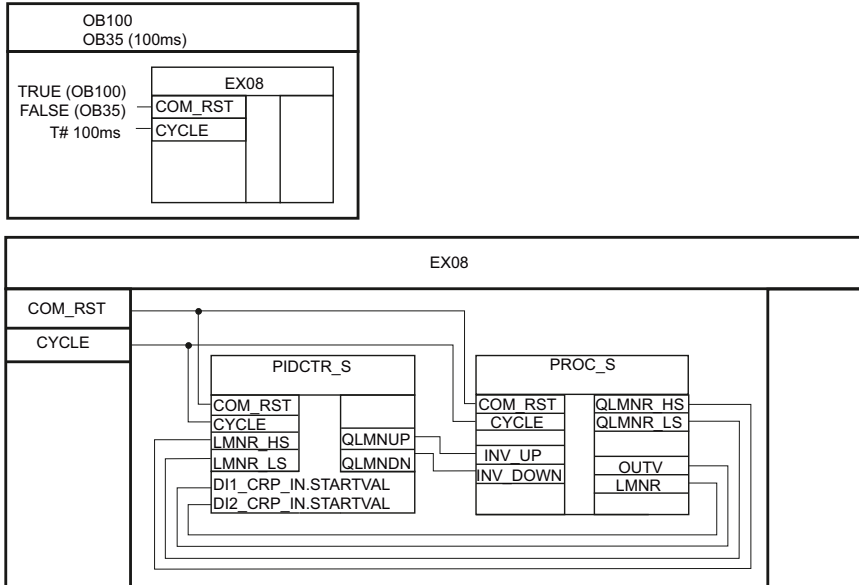 OB100
OB35 (100ms)
EX08
TRUE (OB100)
FALSE (OB35)
COM_RST
T# 100ms
CYCLE
EX08
COM_RST
CYCLE
PIDCTR_S
COM_RST
CYCLE
LMNR_HS
LMNR_LS
QLMNUP
QLMNDN
DI1_CRP_IN.STARTVAL
DI2_CRP_IN.STARTVAL
PROC_S
COM_RST
CYCLE
INV_UP
INV_DOWN
QLMNR_HS
QLMNR_LS
OUTV
LMNR